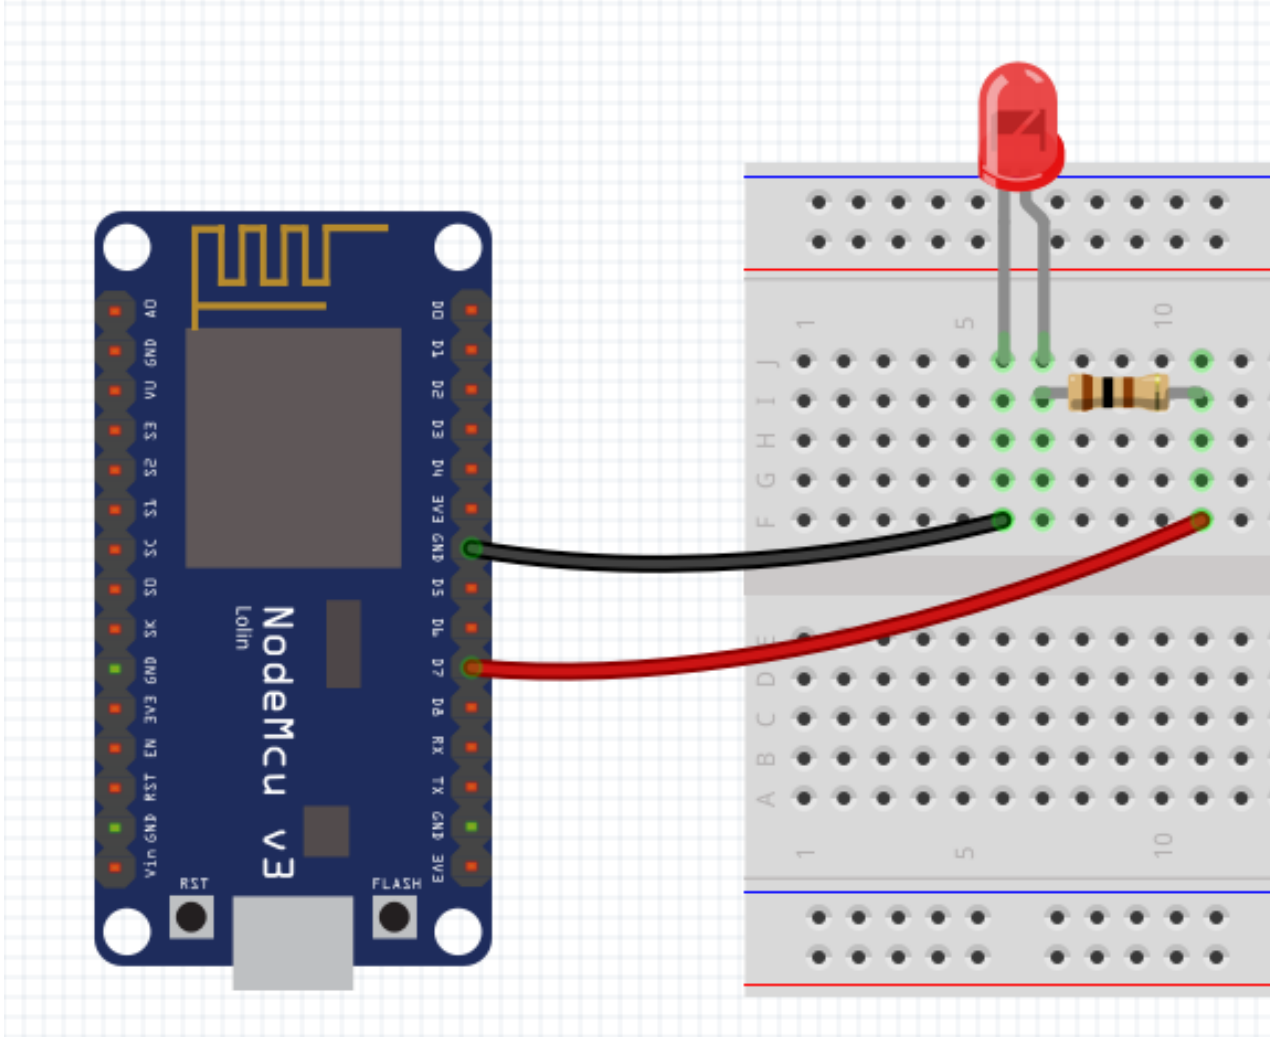 A0
GND
VU
S3
S2
S1
SC
S0
SK
GND
3V3
EN
RST
GND
Vin
D0
D1
D2
D3
D4
3V3
GND
D5
D6
D7
D8
RX
TX
GND
3V3
NodeMcu v3
Lolin
RST
FLASH
1 5 10
J
I
H
G
F
E
D
C
B
A
1 5 10